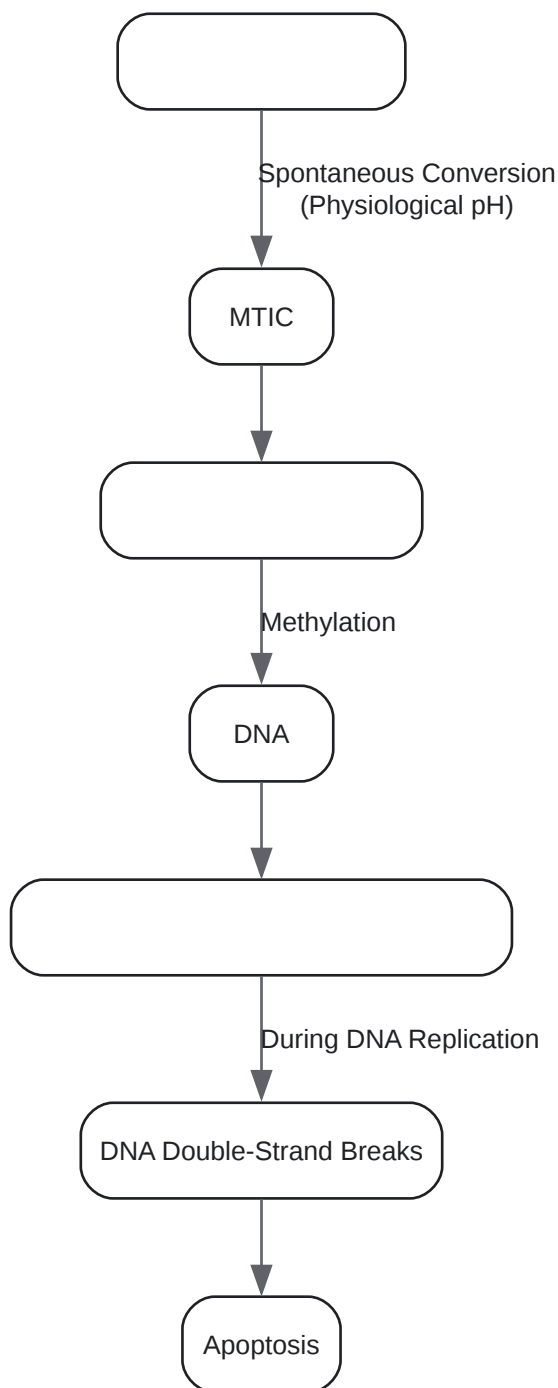 Spontaneous Conversion
(Physiological pH)
MTIC
Methylation
DNA
During DNA Replication
DNA Double-Strand Breaks
Apoptosis